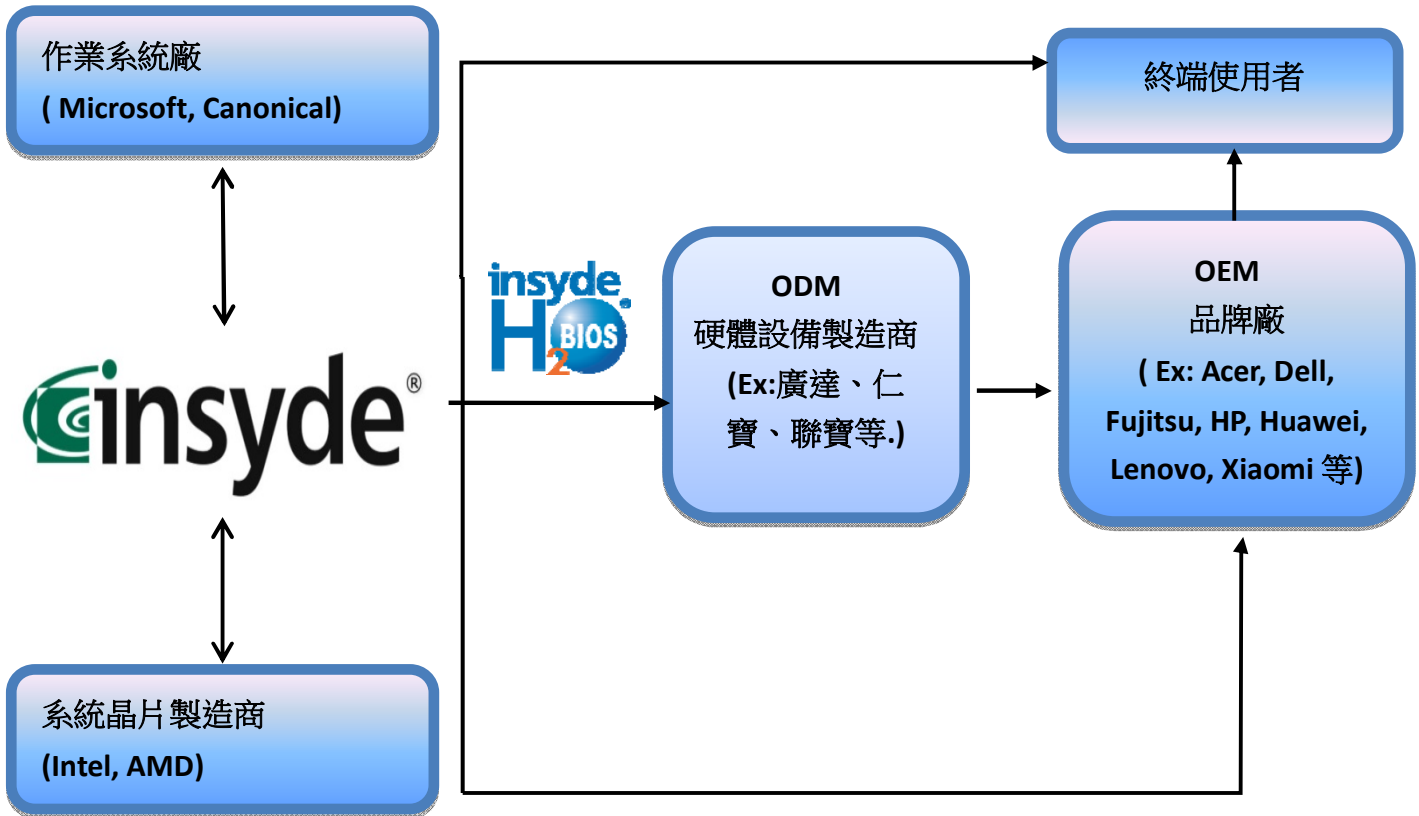 作業系統廠
( Microsoft, Canonical)
終端使用者
insyde®
H2BIOS
ODM
硬體設備製造商
(Ex:廣達、仁
寶、聯寶等.)
OEM
品牌廠
( Ex: Acer, Dell,
Fujitsu, HP, Huawei,
Lenovo, Xiaomi 等)
insyde®
系統晶片製造商
(Intel, AMD)